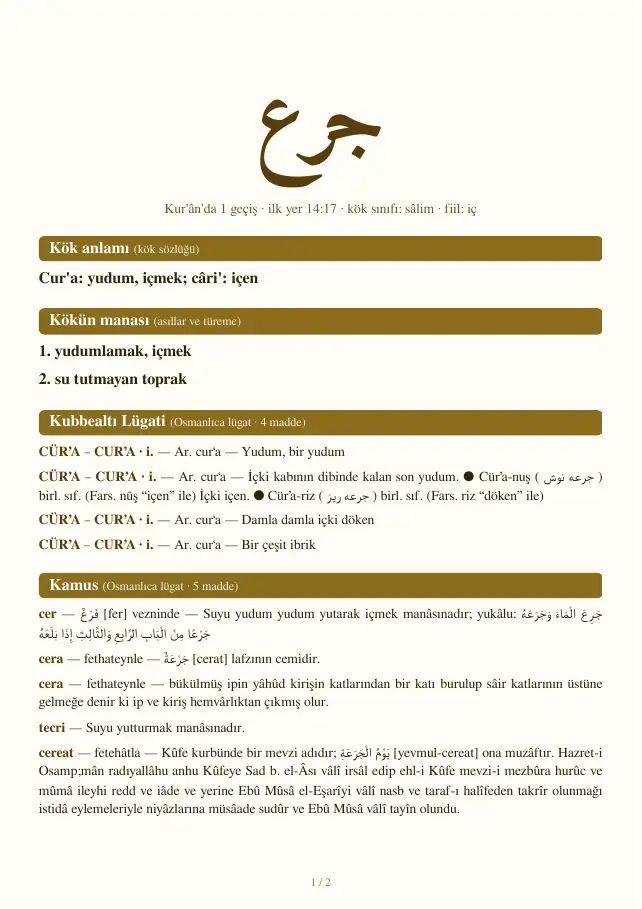 جرع
Kur'ân'da 1 geçiş · ilk yer 14:17 · kök sınıfı: sâlim · fiil: iç
Kök anlamı (kök sözlüğü)
Cur'a: yudum, içmek; câri': içen
Kökün manası (asıllar ve türeme)
1. yudumlamak, içmek
2. su tutmayan toprak
Kubbealtı Lügati (Osmanlıca lügat · 4 madde)
CÜR’A – CUR’A · i. — Ar. cur‘a — Yudum, bir yudum
CÜR’A – CUR’A · i. — Ar. cur‘a — İçki kabının dibinde kalan son yudum. ● Cür’a-nuş ( جرعه نوش )
birl. sıf. (Fars. nūş “içen” ile) İçki içen. ● Cür’a-riz ( جرعه ريز ) birl. sıf. (Fars. riz “döken” ile)
CÜR’A – CUR’A · i. — Ar. cur‘a — Damla damla içki döken
CÜR’A – CUR’A · i. — Ar. cur‘a — Bir çeşit ibrik
Kamus (Osmanlıca lügat · 5 madde)
cer — فَرْعٌ [fer] vezninde — Suyu yudum yudum yutarak içmek manâsınadır; yukâlu: جَرِعَ الْمَاءَ وَجَرَعَهُ
جَرْعًا مِنَ الْبَابِ الرَّابِعِ وَالثَّالِثِ إِذَا بَلَعَهُ
cera — fethateynle — جَرْعَةٌ [cerat] lafzının cemidir.
cera — fethateynle — bükülmüş ipin yâhûd kirişin katlarından bir katı burulup sâir katlarının üstüne
gelmeğe denir ki ip ve kiriş hemvârlıktan çıkmış olur.
tecri — Suyu yutturmak manâsınadır.
cereat — fetehâtla — Kûfe kurbünde bir mevzi adıdır; يَوْمُ الْجَرَعَةِ [yevmul-cereat] ona muzâftır. Hazret-i
Osamp;mân radıyallâhu anhu Kûfeye Sad b. el-Âsı vâlî irsâl edip ehl-i Kûfe mevzi-i mezbûra hurûc ve
mûmâ ileyhi redd ve iâde ve yerine Ebû Mûsâ el-Eşarîyi vâlî nasb ve taraf-ı halîfeden takrîr olunmağı
istidâ eylemeleriyle niyâzlarına müsâade sudûr ve Ebû Mûsâ vâlî tayîn olundu.
1 / 2